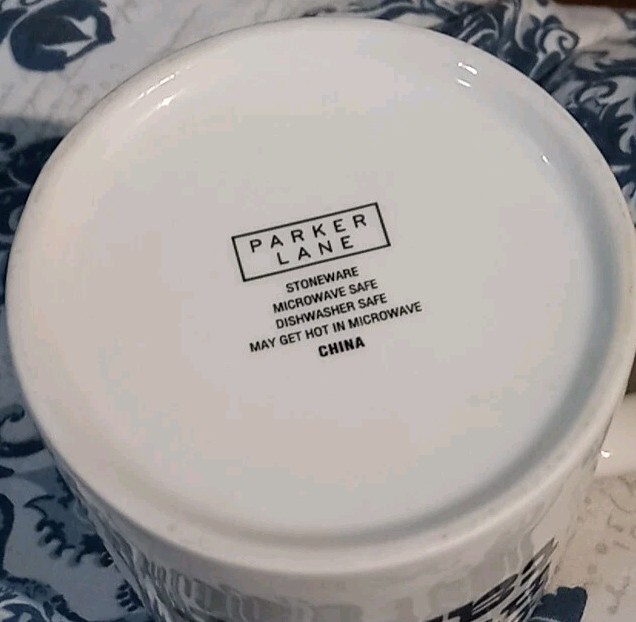 PARKER
LANE
STONEWARE
MICROWAVE SAFE
DISHWASHER SAFE
MAY GET HOT IN MICROWAVE
CHINA